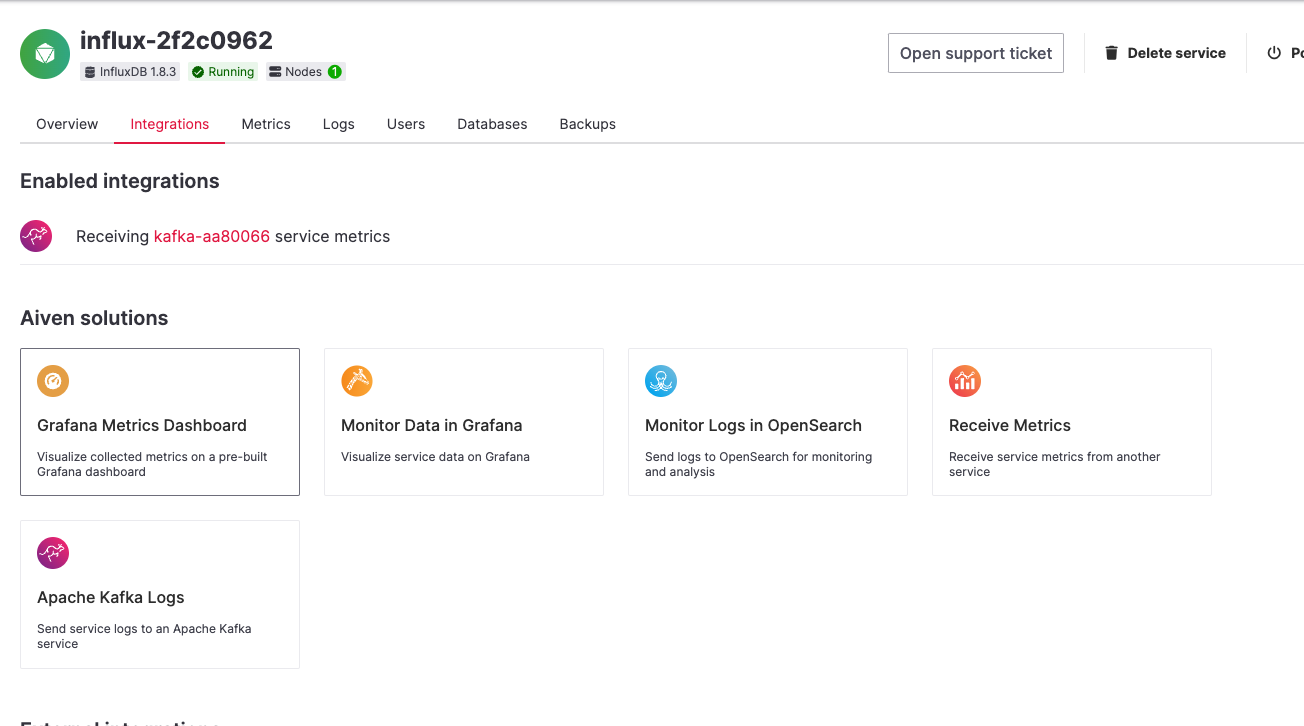 influx-2f2c0962
InfluxDB 1.8.3 Running Nodes 1
Open support ticket
Delete service
Overview Integrations Metrics Logs Users Databases Backups
Enabled integrations
Receiving kafka-aa80066 service metrics
Aiven solutions
Grafana Metrics Dashboard
Visualize collected metrics on a pre-built
Grafana dashboard
Monitor Data in Grafana
Visualize service data on Grafana
Monitor Logs in OpenSearch
Send logs to OpenSearch for monitoring
and analysis
Receive Metrics
Receive service metrics from another
service
Apache Kafka Logs
Send service logs to an Apache Kafka
service
External integrations